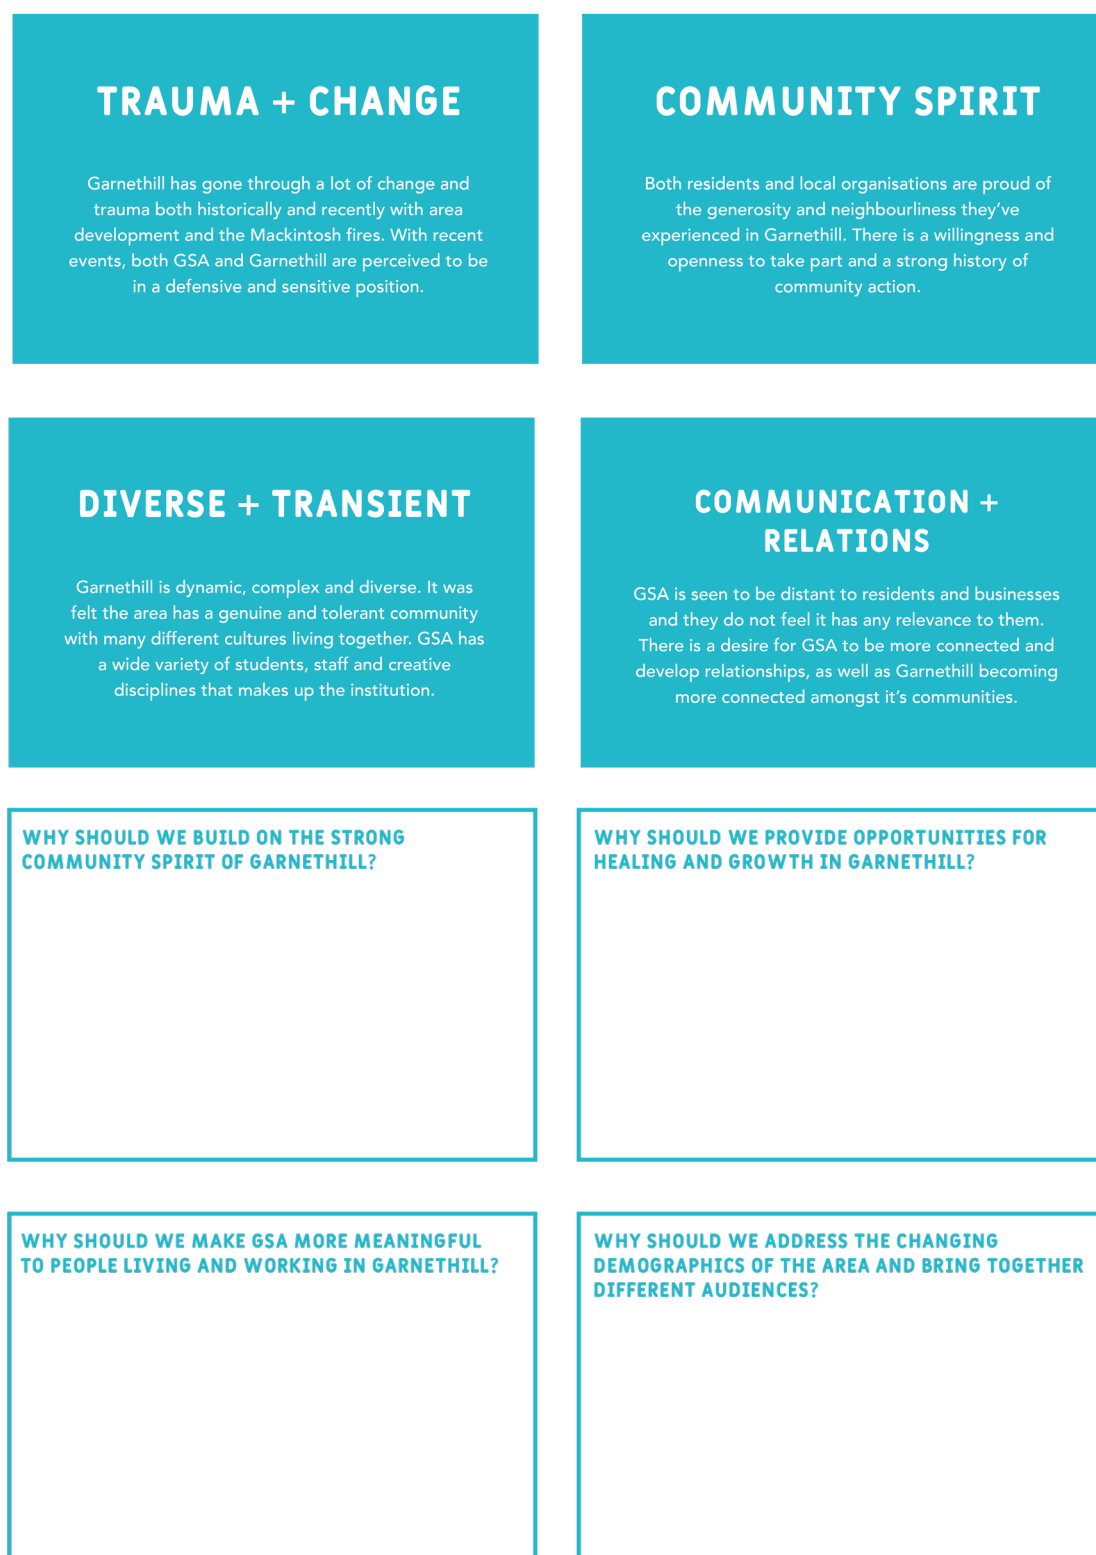 TRAUMA + CHANGE
Garnethill has gone through a lot of change and
trauma both historically and recently with area
development and the Mackintosh fires. With recent
events, both GSA and Garnethill are perceived to be
in a defensive and sensitive position.
COMMUNITY SPIRIT
Both residents and local organisations are proud of
the generosity and neighbourliness they've
experienced in Garnethill. There is a willingness and
openness to take part and a strong history of
community action.
DIVERSE + TRANSIENT
Garnethill is dynamic, complex and diverse. It was
felt the area has a genuine and tolerant community
with many different cultures living together. GSA has
a wide variety of students, staff and creative
disciplines that makes up the institution.
COMMUNICATION +
RELATIONS
GSA is seen to be distant to residents and businesses
and they do not feel it has any relevance to them.
There is a desire for GSA to be more connected and
develop relationships, as well as Garnethill becoming
more connected amongst it's communities.
WHY SHOULD WE BUILD ON THE STRONG
COMMUNITY SPIRIT OF GARNETHILL?
WHY SHOULD WE PROVIDE OPPORTUNITIES FOR
HEALING AND GROWTH IN GARNETHILL?
WHY SHOULD WE MAKE GSA MORE MEANINGFUL
TO PEOPLE LIVING AND WORKING IN GARNETHILL?
WHY SHOULD WE ADDRESS THE CHANGING
DEMOGRAPHICS OF THE AREA AND BRING TOGETHER
DIFFERENT AUDIENCES?